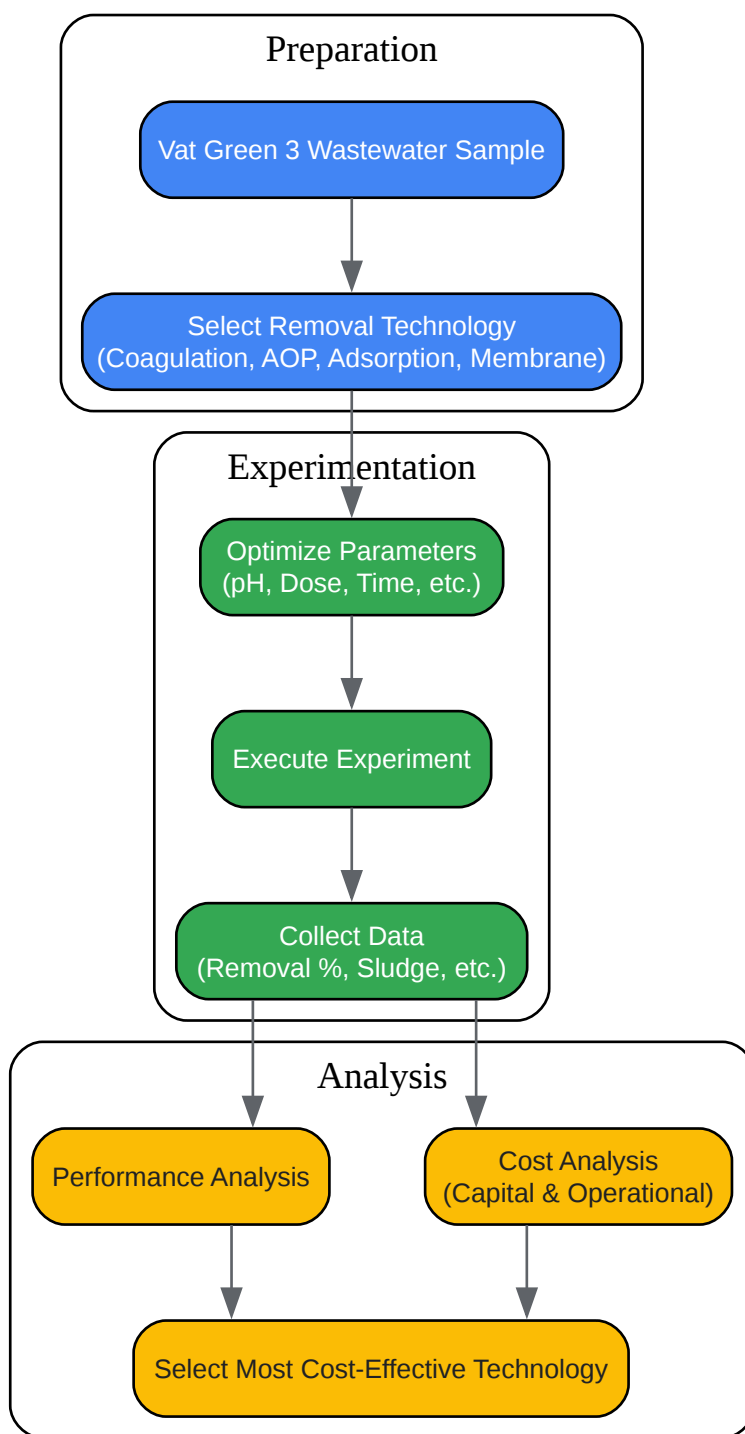 Preparation
Vat Green 3 Wastewater Sample
Select Removal Technology
(Coagulation, AOP, Adsorption, Membrane)
Experimentation
Optimize Parameters
(pH, Dose, Time, etc.)
Execute Experiment
Collect Data
(Removal %, Sludge, etc.)
Analysis
Performance Analysis
Cost Analysis
(Capital & Operational)
Select Most Cost-Effective Technology